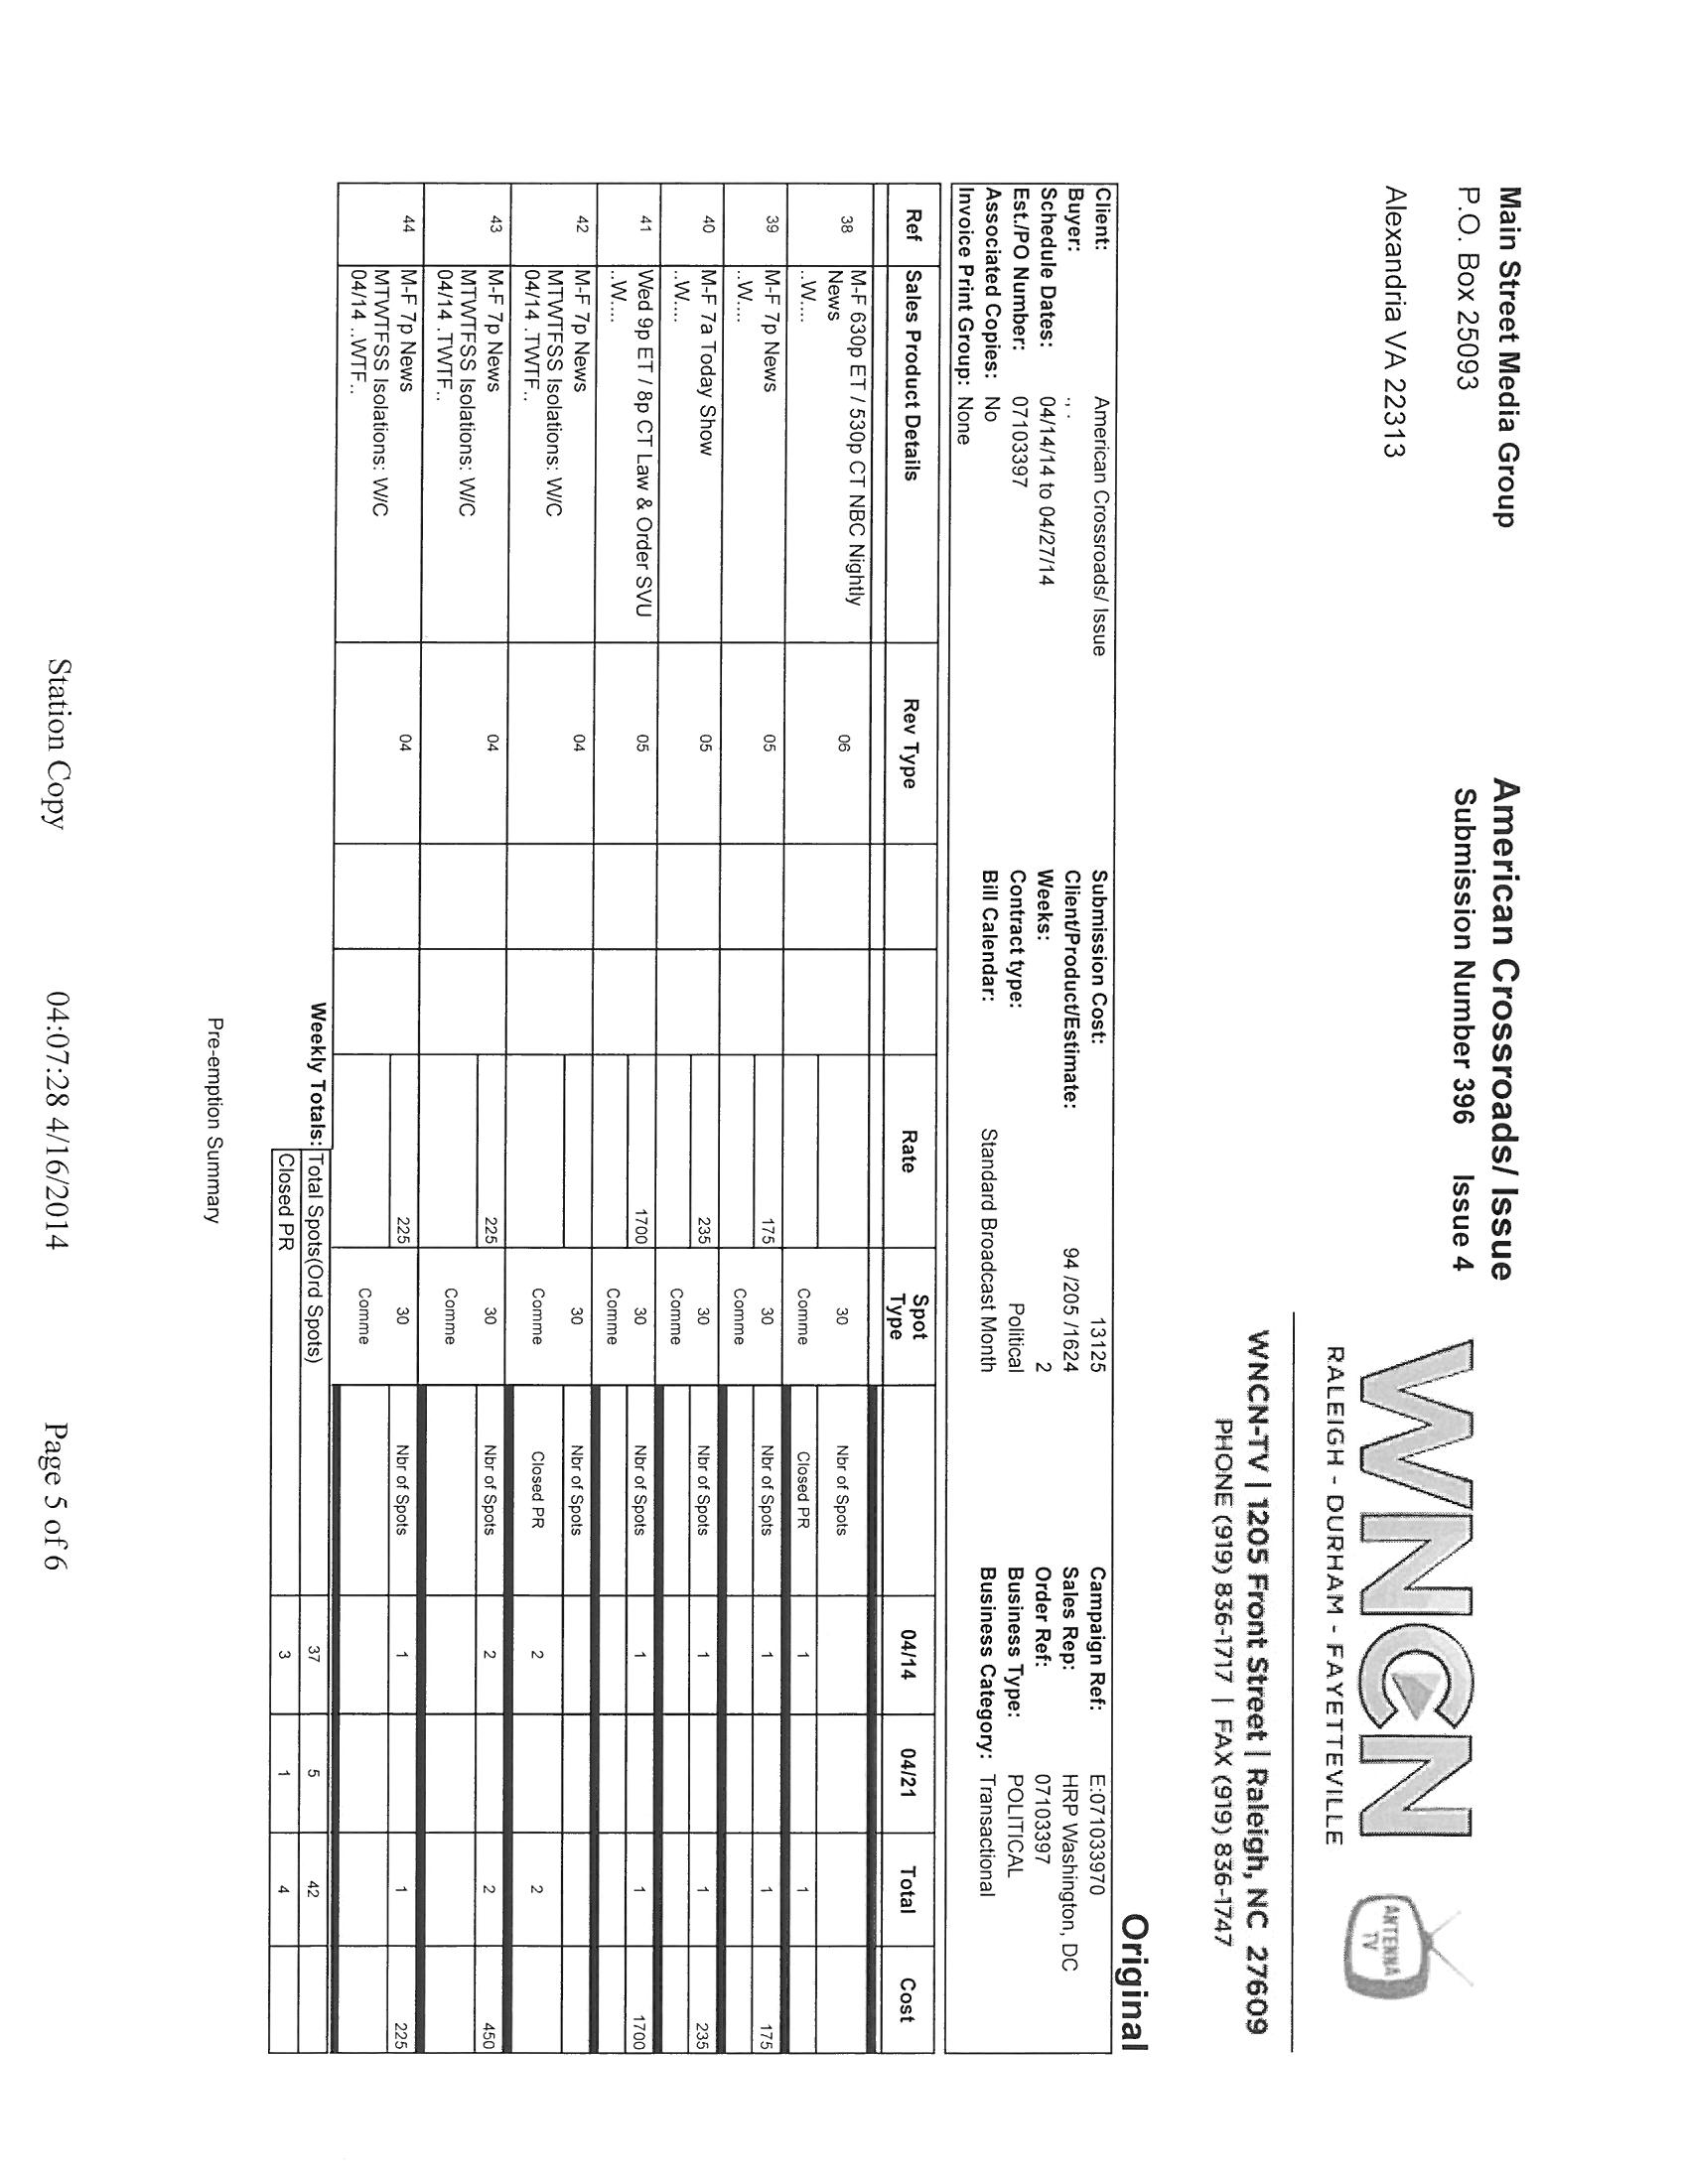 Main Street Media Group
P.O. Box 25093
Alexandria VA 22313
American Crossroads/ Issue
Submission Number 396 Issue 4
WNCN
RALEIGH - DURHAM - FAYETTEVILLE
ANTENNA
TV
WNCN-TV | 1205 Front Street | Raleigh, NC 27609
PHONE (919) 836-1717 | FAX (919) 836-1747
Original
Client: American Crossroads/ Issue Submission Cost: 13125 Campaign Ref: E:071033970
Buyer: , , . Client/Product/Estimate: 94 /205 /1624 Sales Rep: HRP Washington, DC
Schedule Dates: 04/14/14 to 04/27/14 Weeks: 2 Order Ref: 07103397
Est./PO Number: 07103397 Contract type: Political Business Type: POLITICAL
Associated Copies: No Bill Calendar: Standard Broadcast Month Business Category: Transactional
Invoice Print Group: None
Ref Sales Product Details Rev Type Rate Spot Type 04/14 04/21 Total Cost
38 M-F 630p ET / 530p CT NBC Nightly 06 30 Nbr of Spots
News
..W.... Comme Closed PR 1 1
39 M-F 7p News 05 175 30 Nbr of Spots 1 1 175
..W.... Comme
40 M-F 7a Today Show 05 235 30 Nbr of Spots 1 1 235
..W.... Comme
41 Wed 9p ET / 8p CT Law & Order SVU 05 1700 30 Nbr of Spots 1 1 1700
..W.... Comme
42 M-F 7p News 04 30 Nbr of Spots
MTWTFSS Isolations: W/C Comme Closed PR 2 2
04/14 .TWTF..
43 M-F 7p News 04 225 30 Nbr of Spots 2 2 450
MTWTFSS Isolations: W/C Comme
04/14 .TWTF..
44 M-F 7p News 04 225 30 Nbr of Spots 1 1 225
MTWTFSS Isolations: W/C Comme
04/14 ..WTF..
Weekly Totals: Total Spots(Ord Spots) 37 5 42
Closed PR 3 1 4
Pre-emption Summary
Station Copy 04:07:28 4/16/2014 Page 5 of 6